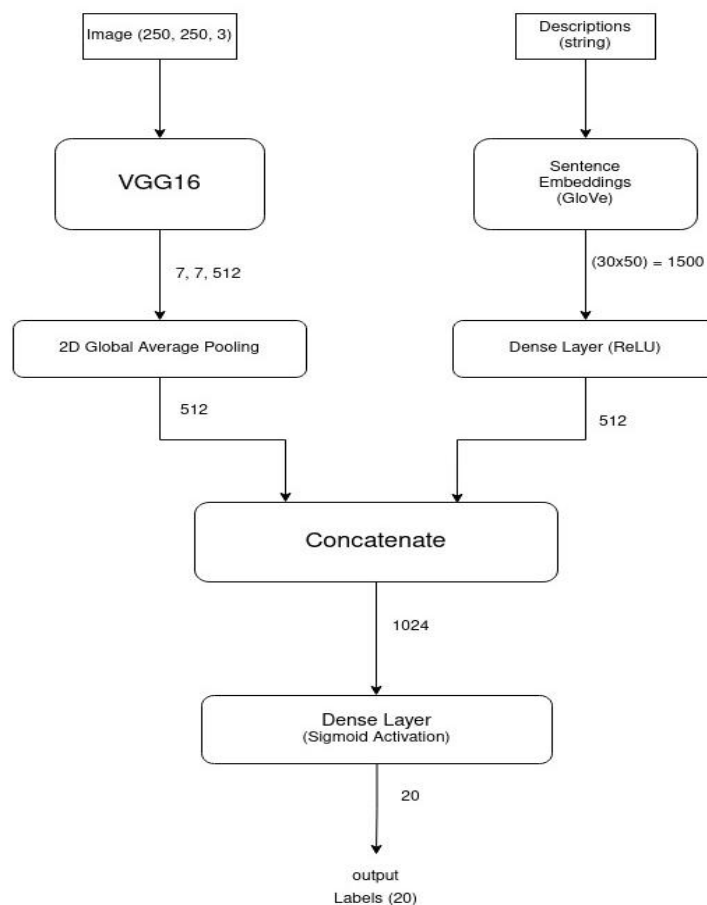 Image (250, 250, 3)
Descriptions
(string)
VGG16
Sentence
Embeddings
(GloVe)
7, 7, 512
(30x50) = 1500
2D Global Average Pooling
Dense Layer (ReLU)
512
512
Concatenate
1024
Dense Layer
(Sigmoid Activation)
20
output
Labels (20)